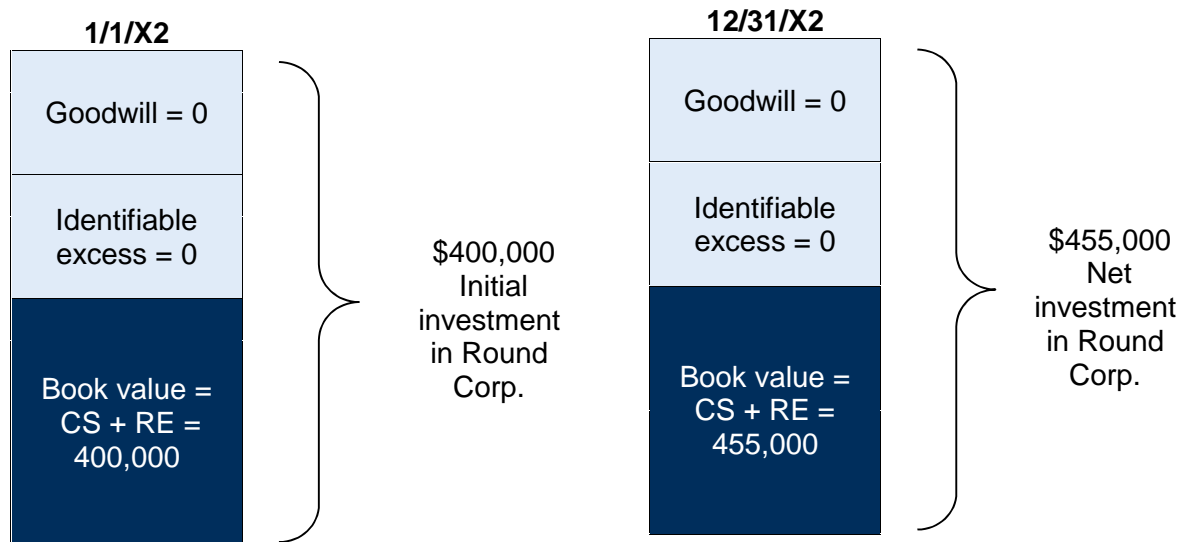 1/1/X2
Goodwill = 0
Identifiable
excess = 0
Book value =
CS + RE =
400,000
$400,000
Initial
investment
in Round
Corp.
12/31/X2
Goodwill = 0
Identifiable
excess = 0
Book value =
CS + RE =
455,000
$455,000
Net
investment
in Round
Corp.